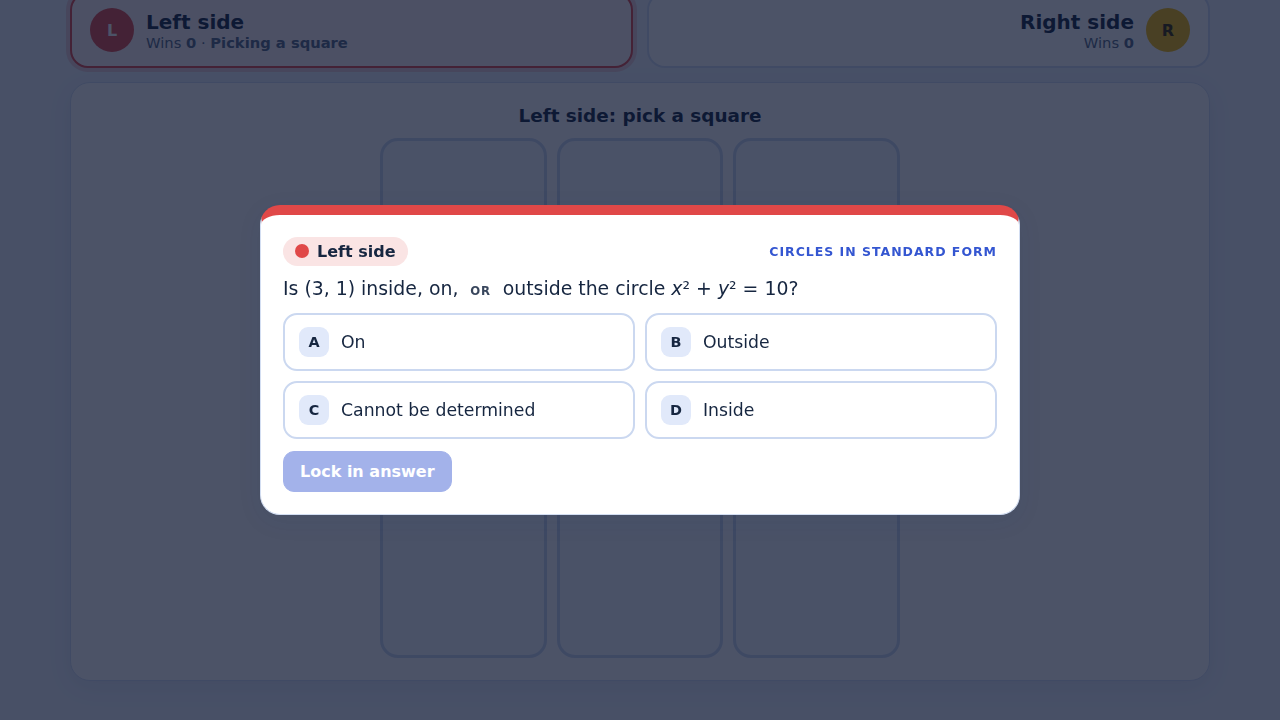 L
Left side
Wins 0 · Picking a square
Right side
Wins 0
R
Left side: pick a square
Left side
CIRCLES IN STANDARD FORM
Is (3, 1) inside, on, OR outside the circle x² + y² = 10?
A On
B Outside
C Cannot be determined
D Inside
Lock in answer